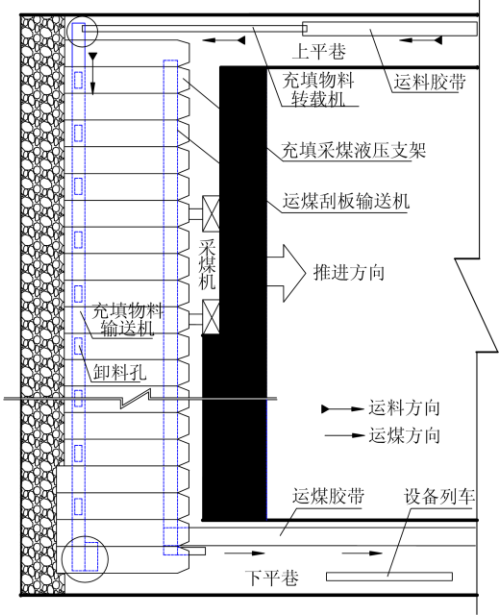 上平巷
充填物料
转载机
运料胶带
充填采煤液压支架
运煤刮板输送机
采煤机
推进方向
充填物料
输送机
卸料孔
运料方向
运煤方向
运煤胶带
设备列车
下平巷